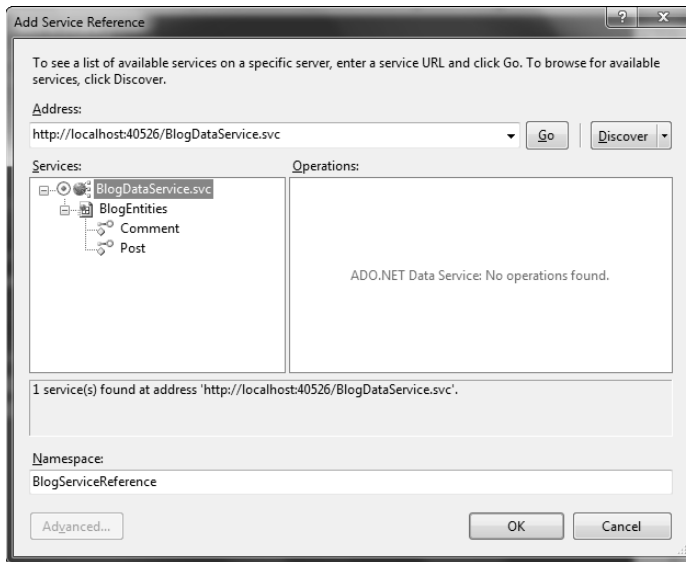 Add Service Reference
?
x
To see a list of available services on a specific server, enter a service URL and click Go. To browse for available
services, click Discover.
Address:
http://localhost:40526/BlogDataService.svc
Go
Discover
Services:
Operations:
BlogDataService.svc
BlogEntities
Comment
Post
ADO.NET Data Service: No operations found.
1 service(s) found at address 'http://localhost:40526/BlogDataService.svc'.
Namespace:
BlogServiceReference
Advanced...
OK
Cancel